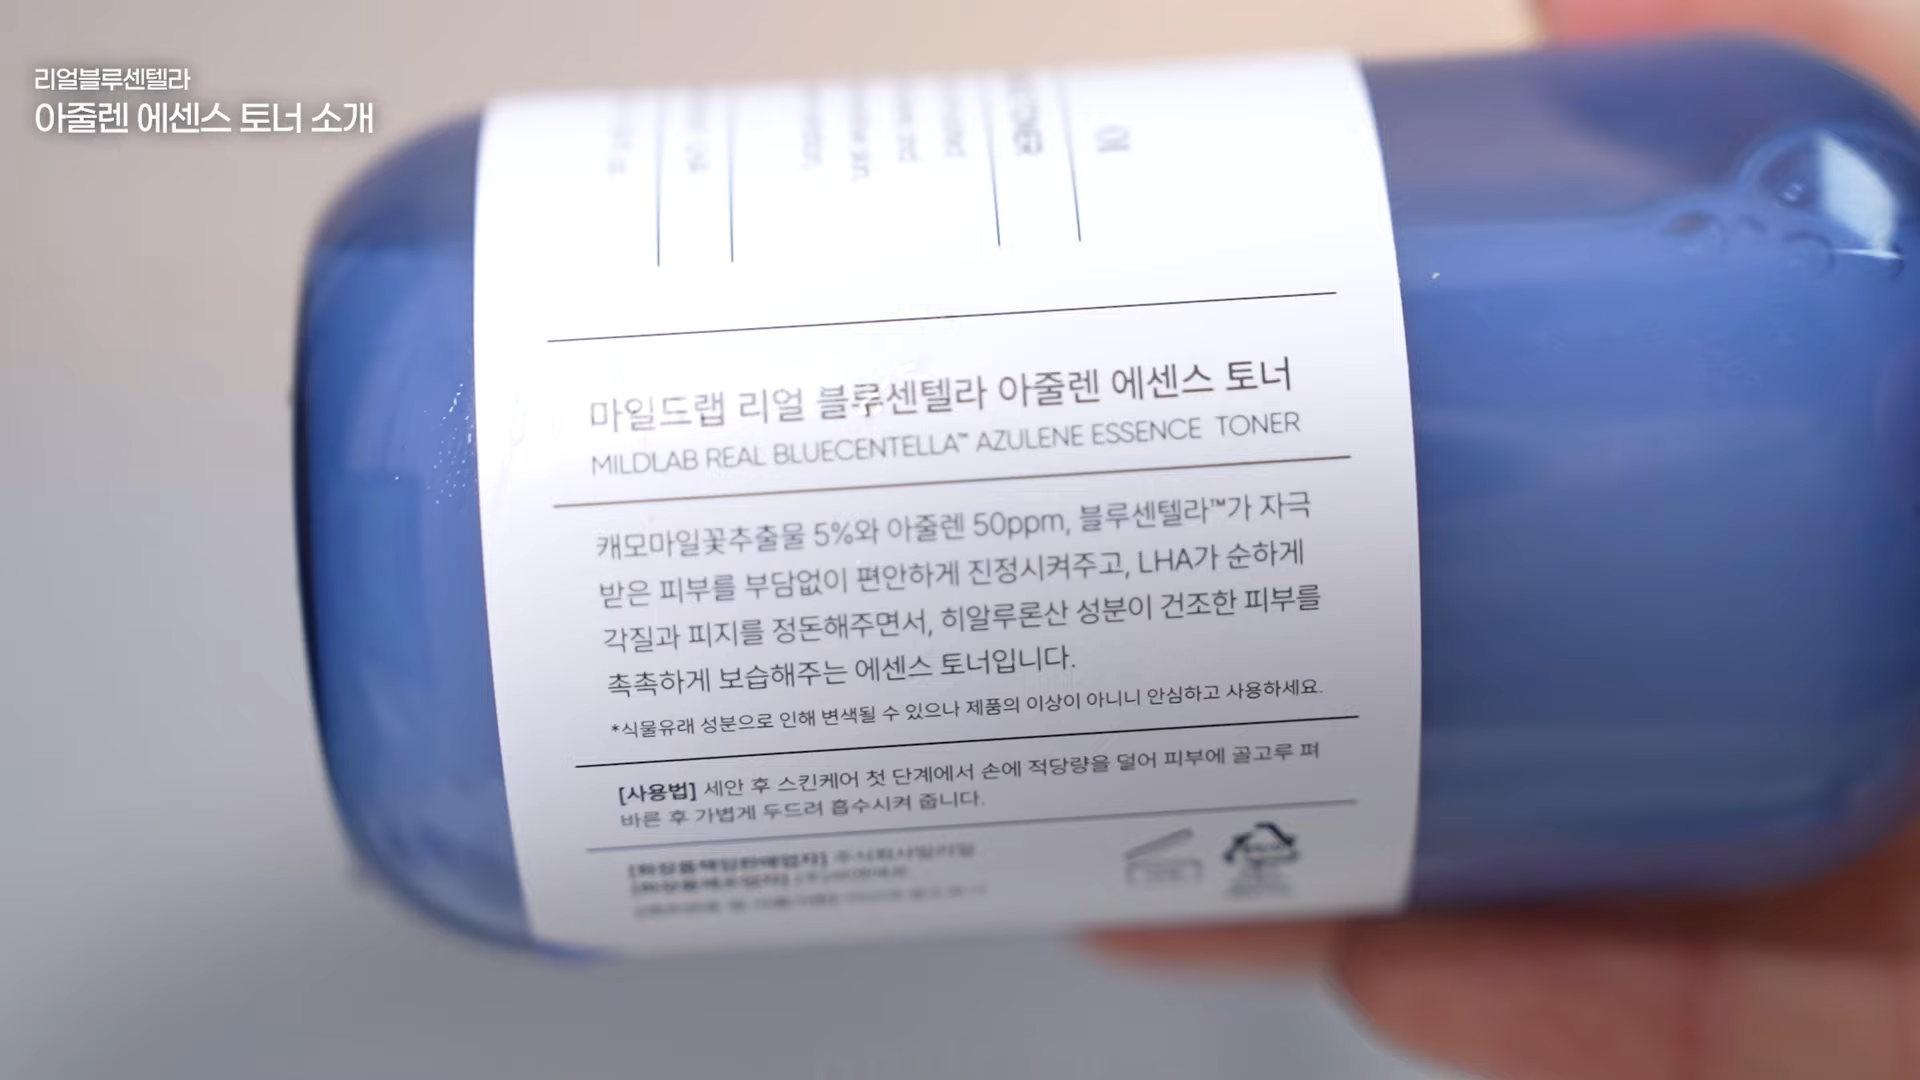 리얼블루센텔라
아줄렌 에센스 토너 소개
TONER
01
마일드랩 리얼 블루센텔라 아줄렌 에센스 토너
MILDLAB REAL BLUECENTELLA™ AZULENE ESSENCE TONER
캐모마일꽃추출물 5%와 아줄렌 50ppm, 블루센텔라™가 자극
받은 피부를 부담없이 편안하게 진정시켜주고, LHA가 순하게
각질과 피지를 정돈해주면서, 히알루론산 성분이 건조한 피부를
촉촉하게 보습해주는 에센스 토너입니다.
*식물유래 성분으로 인해 변색될 수 있으나 제품의 이상이 아니니 안심하고 사용하세요.
[사용법] 세안 후 스킨케어 첫 단계에서 손에 적당량을 덜어 피부에 골고루 펴
바른 후 가볍게 두드려 흡수시켜 줍니다.
[화장품책임판매업자]